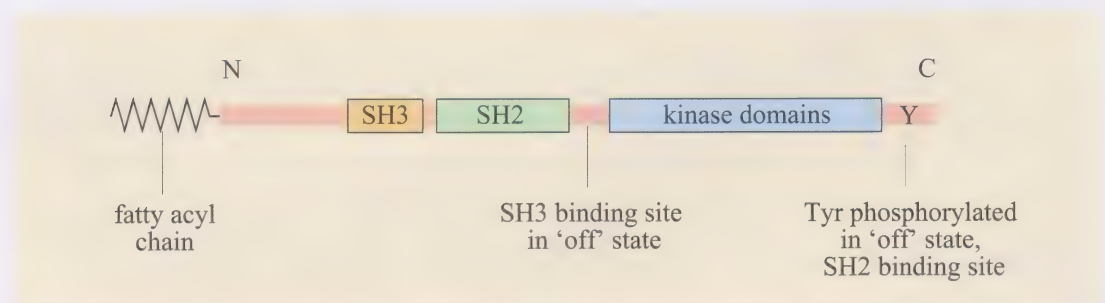 N
C
SH3
SH2
kinase domains
Y
fatty acyl
chain
SH3 binding site
in ‘off’ state
Tyr phosphorylated
in ‘off’ state,
SH2 binding site